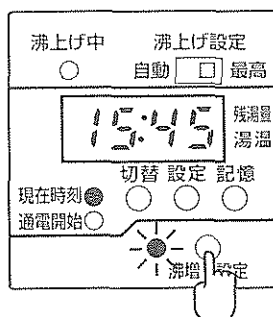 沸上げ中 沸上げ設定
自動 最高
15:45 残湯量
湯温
切替 設定 記憶
現在時刻
通電開始
沸増 設定